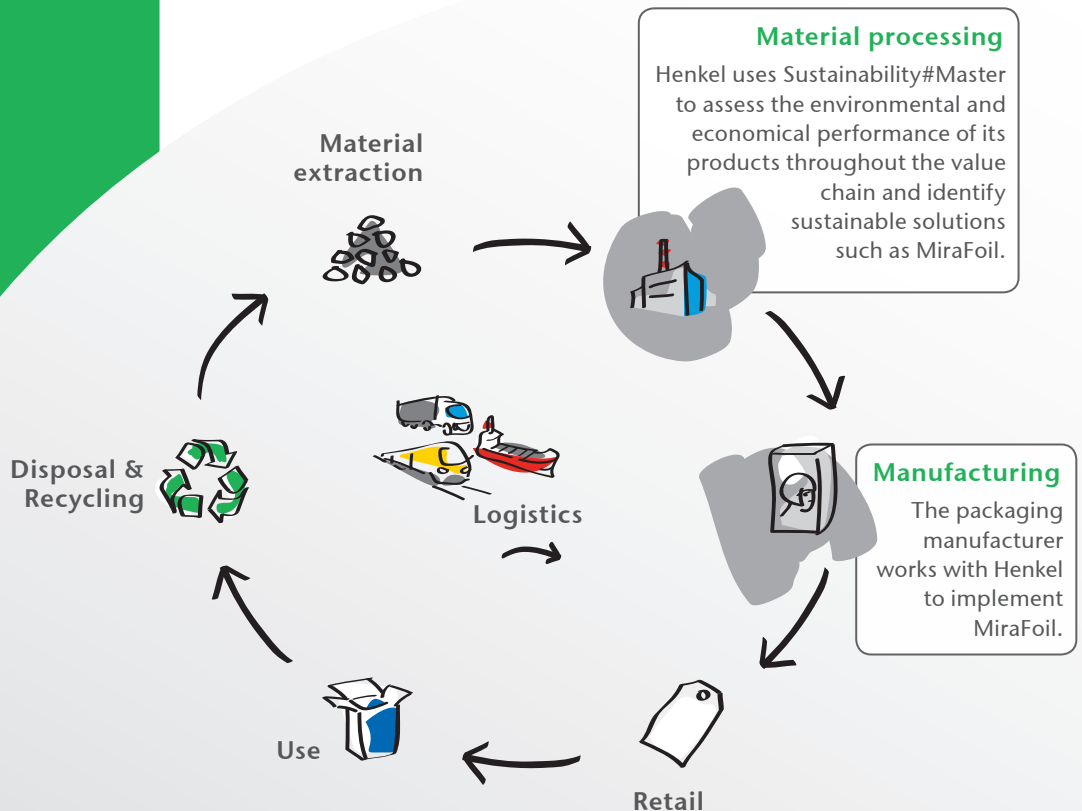 Material processing
Henkel uses Sustainability#Master
to assess the environmental and
economical performance of its
products throughout the value
chain and identify
sustainable solutions
such as MiraFoil.
Material
extraction
Disposal &
Recycling
Logistics
Manufacturing
The packaging
manufacturer
works with Henkel
to implement
MiraFoil.
Use
Retail